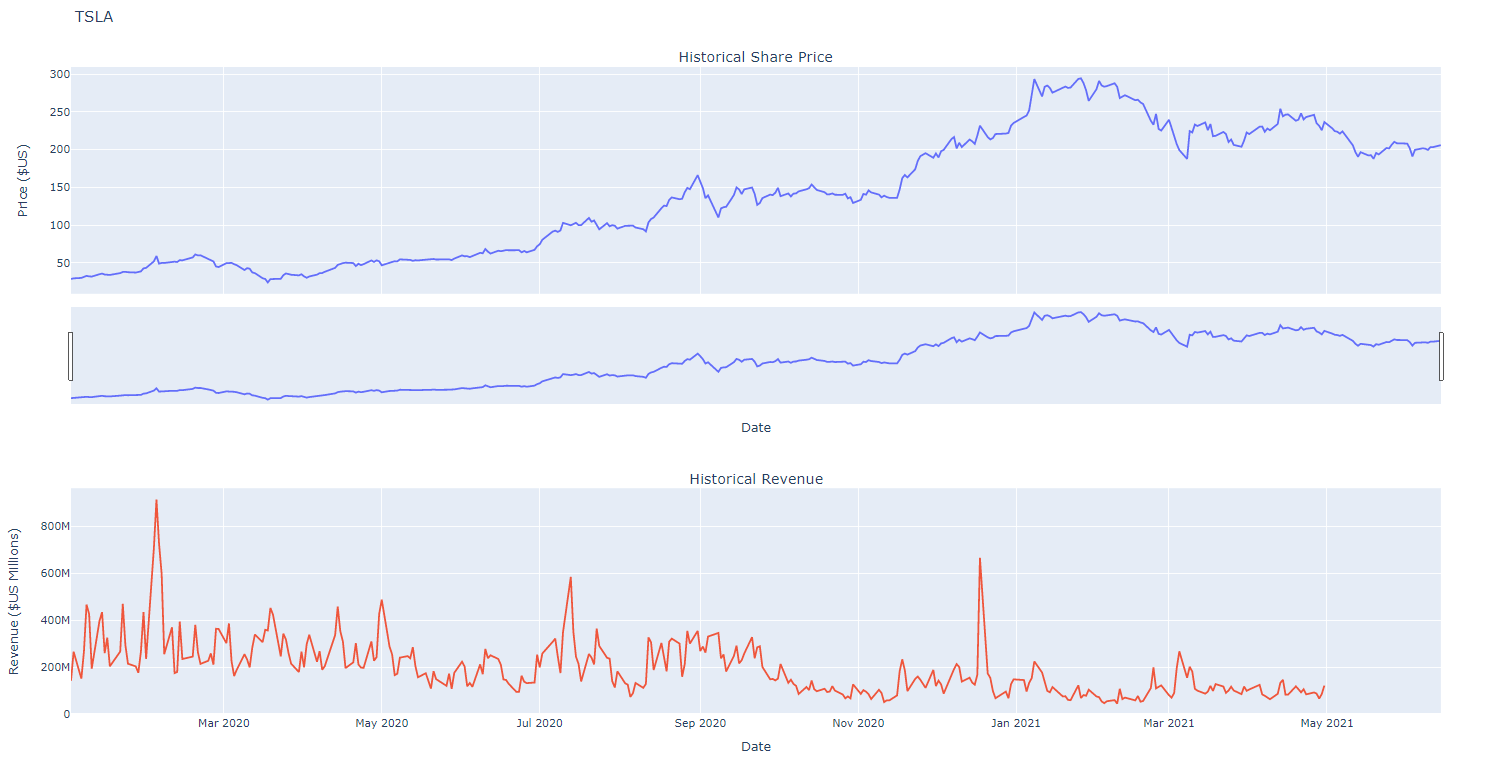 TSLA
Historical Share Price
300
250
200
150
100
50
Price ($US)
Date
Historical Revenue
800M
600M
400M
200M
0
Revenue ($US Millions)
Mar 2020
May 2020
Jul 2020
Sep 2020
Nov 2020
Jan 2021
Mar 2021
May 2021
Date